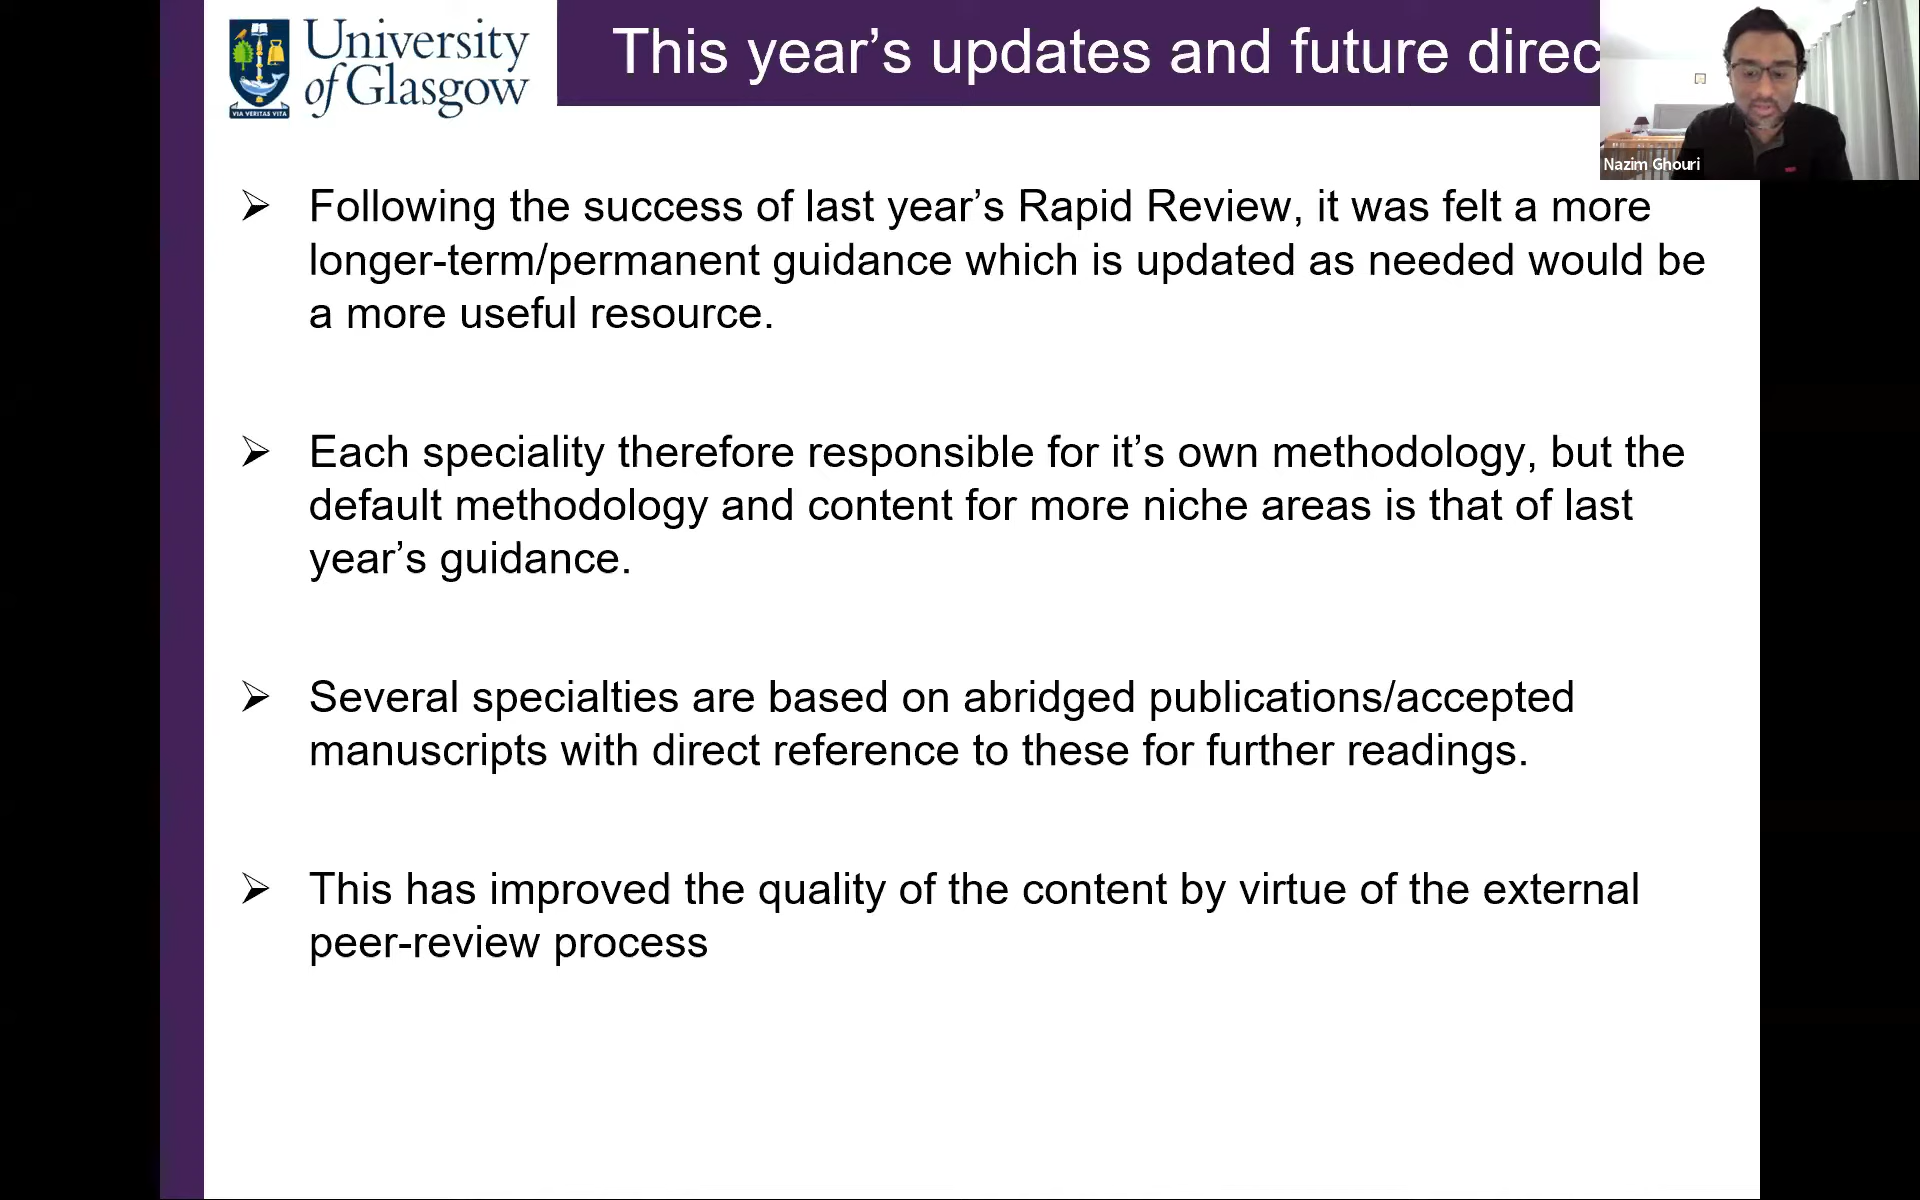 University
of Glasgow
VIA VERITAS VITA
This year’s updates and future direc
Nazim Ghouri
➢ Following the success of last year’s Rapid Review, it was felt a more
longer-term/permanent guidance which is updated as needed would be
a more useful resource.
➢ Each speciality therefore responsible for it’s own methodology, but the
default methodology and content for more niche areas is that of last
year’s guidance.
➢ Several specialties are based on abridged publications/accepted
manuscripts with direct reference to these for further readings.
➢ This has improved the quality of the content by virtue of the external
peer-review process